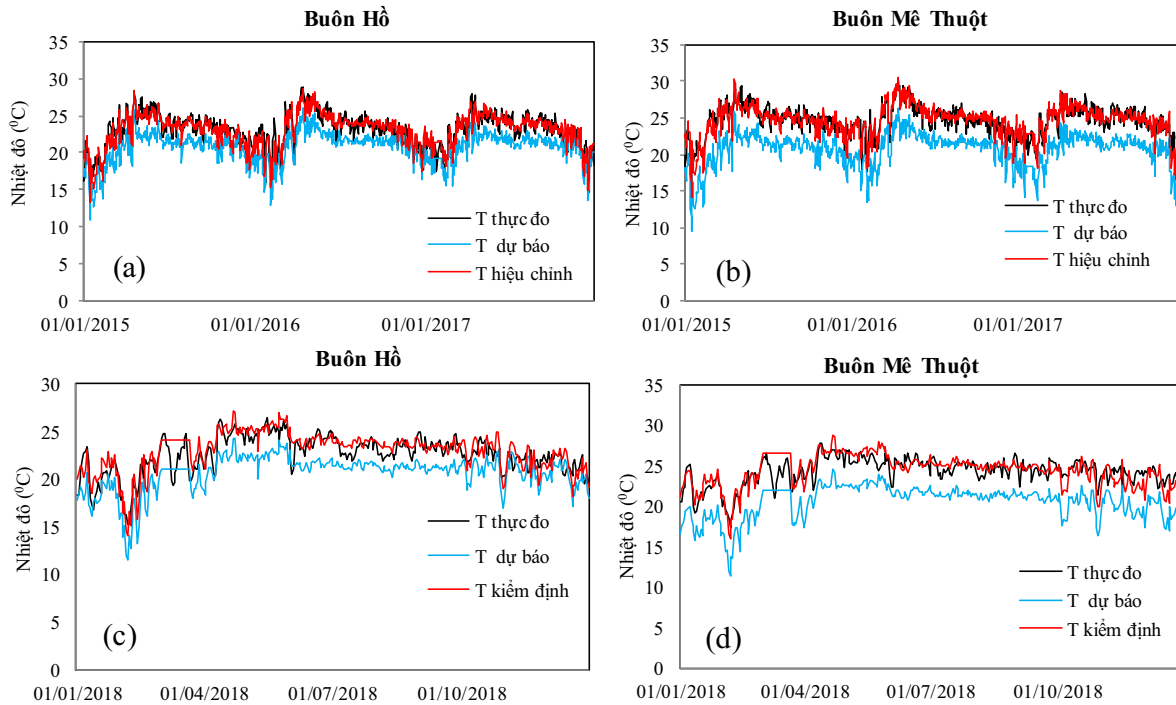 Buôn Hồ
35
30
25
20
15
10
5
0
Nhiệt đô (⁰C)
T thực đo
T dự báo
T hiệu chỉnh
(a)
01/01/2015
01/01/2016
01/01/2017
Buôn Mê Thuột
35
30
25
20
15
10
5
0
Nhiệt đô (⁰C)
T thực đo
T dự báo
T hiệu chỉnh
(b)
01/01/2015
01/01/2016
01/01/2017
Buôn Hồ
30
25
20
15
10
5
0
Nhiệt đô (⁰C)
T thực đo
T dự báo
T kiểm định
(c)
01/01/2018
01/04/2018
01/07/2018
01/10/2018
Buôn Mê Thuột
35
30
25
20
15
10
5
0
Nhiệt đô (⁰C)
T thực đo
T dự báo
T kiểm định
(d)
01/01/2018
01/04/2018
01/07/2018
01/10/2018